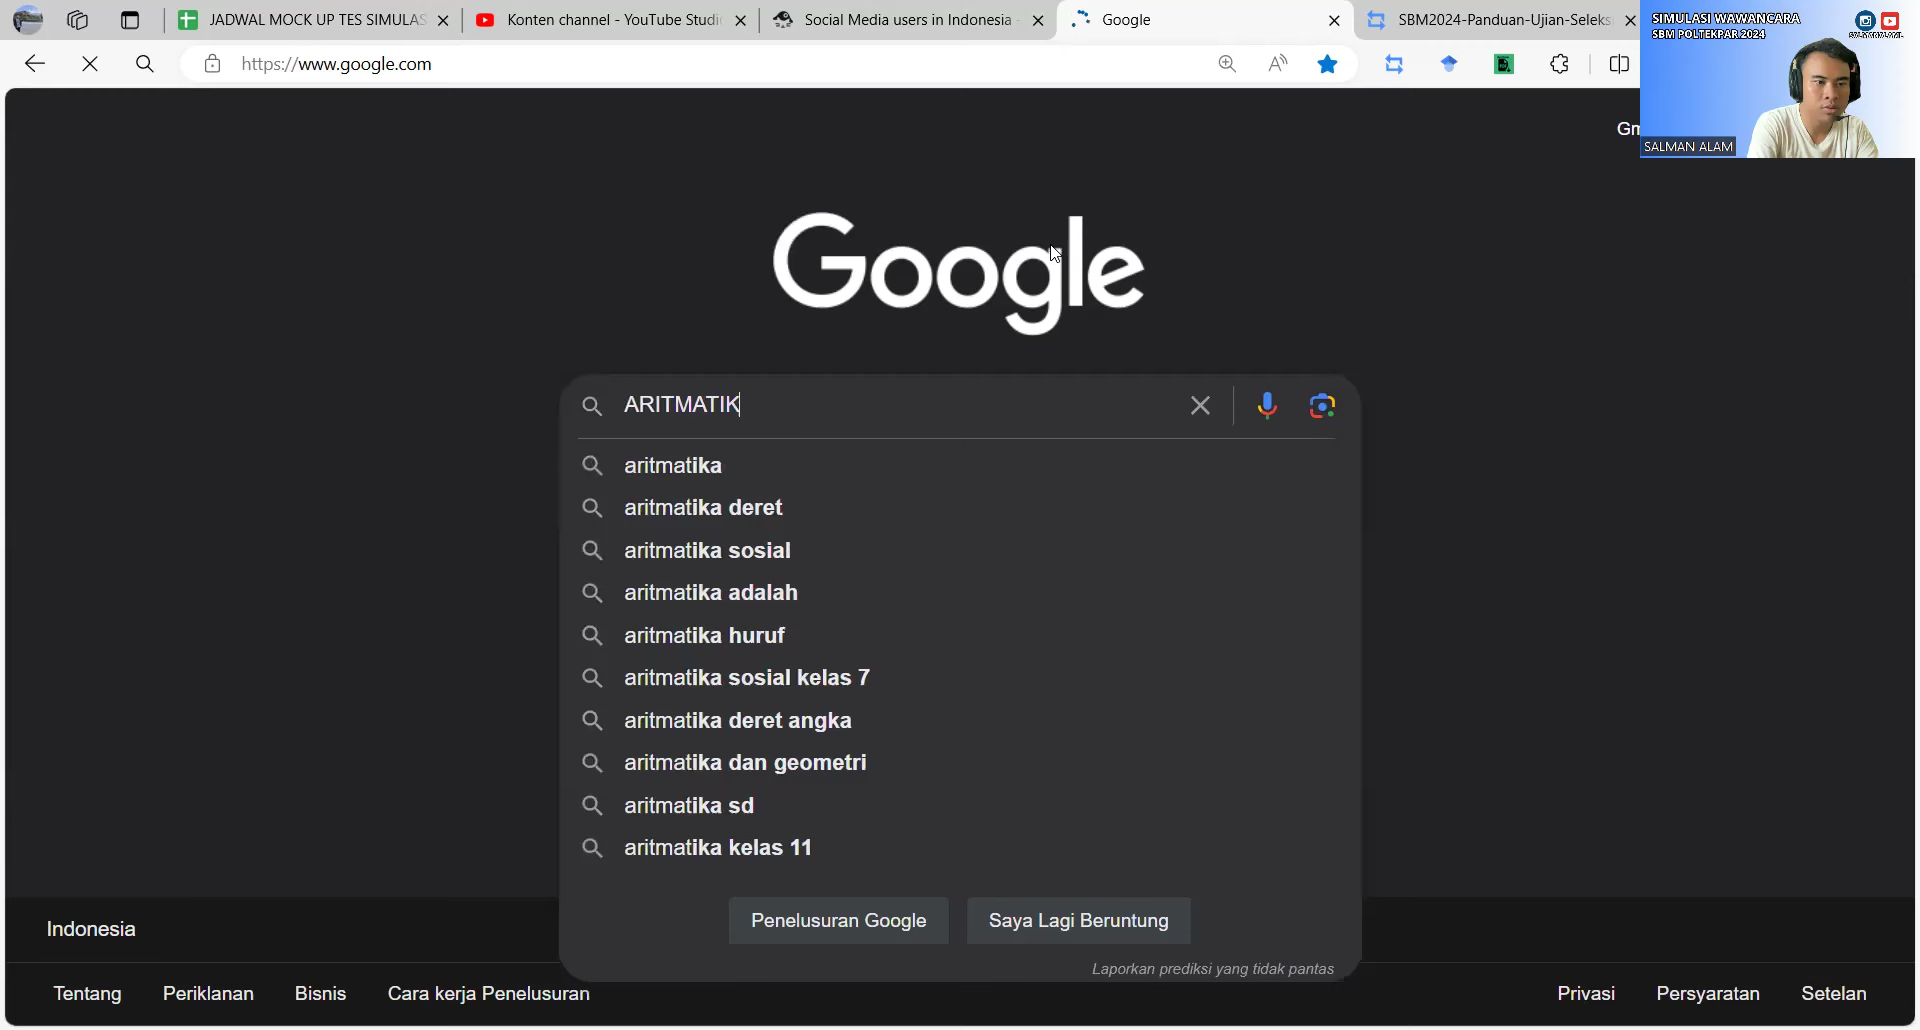 JADWAL MOCK UP TES SIMULAS
Konten channel - YouTube Studi
Social Media users in Indonesia -
Google
SBM2024-Panduan-Ujian-Seleks
SIMULASI WAWANCARA
SBM POLTEKPAR 2024
https://www.google.com
Gm
SALMAN ALAM
Google
ARITMATIK
aritmatika
aritmatika deret
aritmatika sosial
aritmatika adalah
aritmatika huruf
aritmatika sosial kelas 7
aritmatika deret angka
aritmatika dan geometri
aritmatika sd
aritmatika kelas 11
Penelusuran Google
Saya Lagi Beruntung
Laporkan prediksi yang tidak pantas
Indonesia
Tentang
Periklanan
Bisnis
Cara kerja Penelusuran
Privasi
Persyaratan
Setelan